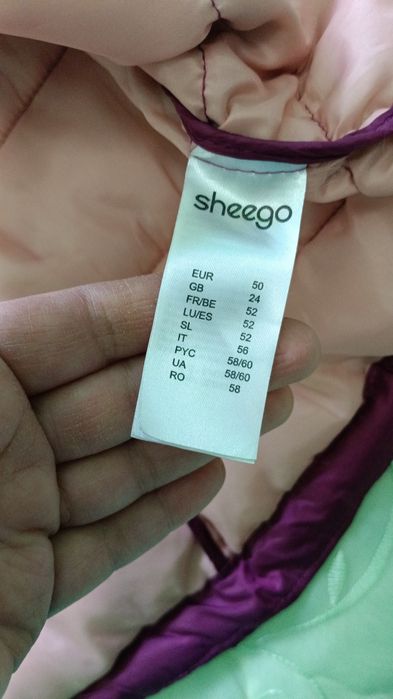 sheego
EUR 50
GB 24
FR/BE 52
LU/ES 52
SL 52
IT 56
PYC 58/60
UA 58/60
RO 58